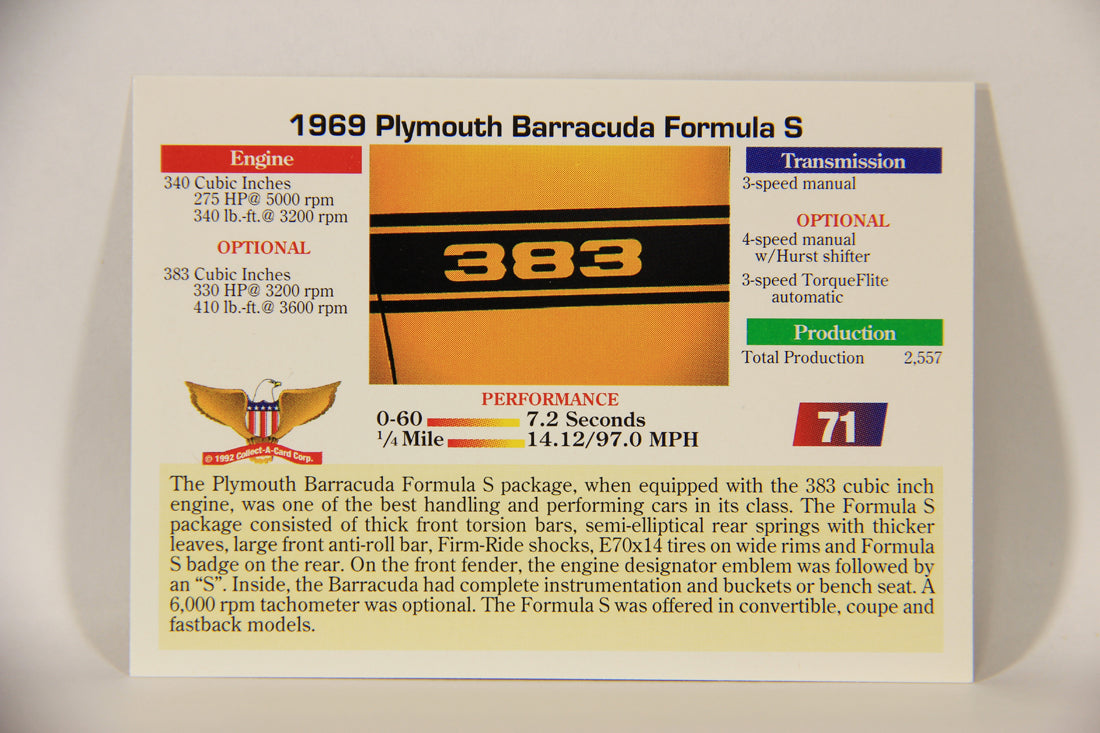 1969 Plymouth Barracuda Formula S
Engine
340 Cubic Inches
275 HP@ 5000 rpm
340 lb.-ft.@ 3200 rpm
OPTIONAL
383 Cubic Inches
330 HP@ 3200 rpm
410 lb.-ft.@ 3600 rpm
© 1992 Collect-A-Card Corp.
383
PERFORMANCE
0-60 7.2 Seconds
1/4 Mile 14.12/97.0 MPH
Transmission
3-speed manual
OPTIONAL
4-speed manual
w/Hurst shifter
3-speed TorqueFlite
automatic
Production
Total Production 2,557
71
The Plymouth Barracuda Formula S package, when equipped with the 383 cubic inch
engine, was one of the best handling and performing cars in its class. The Formula S
package consisted of thick front torsion bars, semi-elliptical rear springs with thicker
leaves, large front anti-roll bar, Firm-Ride shocks, E70x14 tires on wide rims and Formula
S badge on the rear. On the front fender, the engine designator emblem was followed by
an “S”. Inside, the Barracuda had complete instrumentation and buckets or bench seat. A
6,000 rpm tachometer was optional. The Formula S was offered in convertible, coupe and
fastback models.